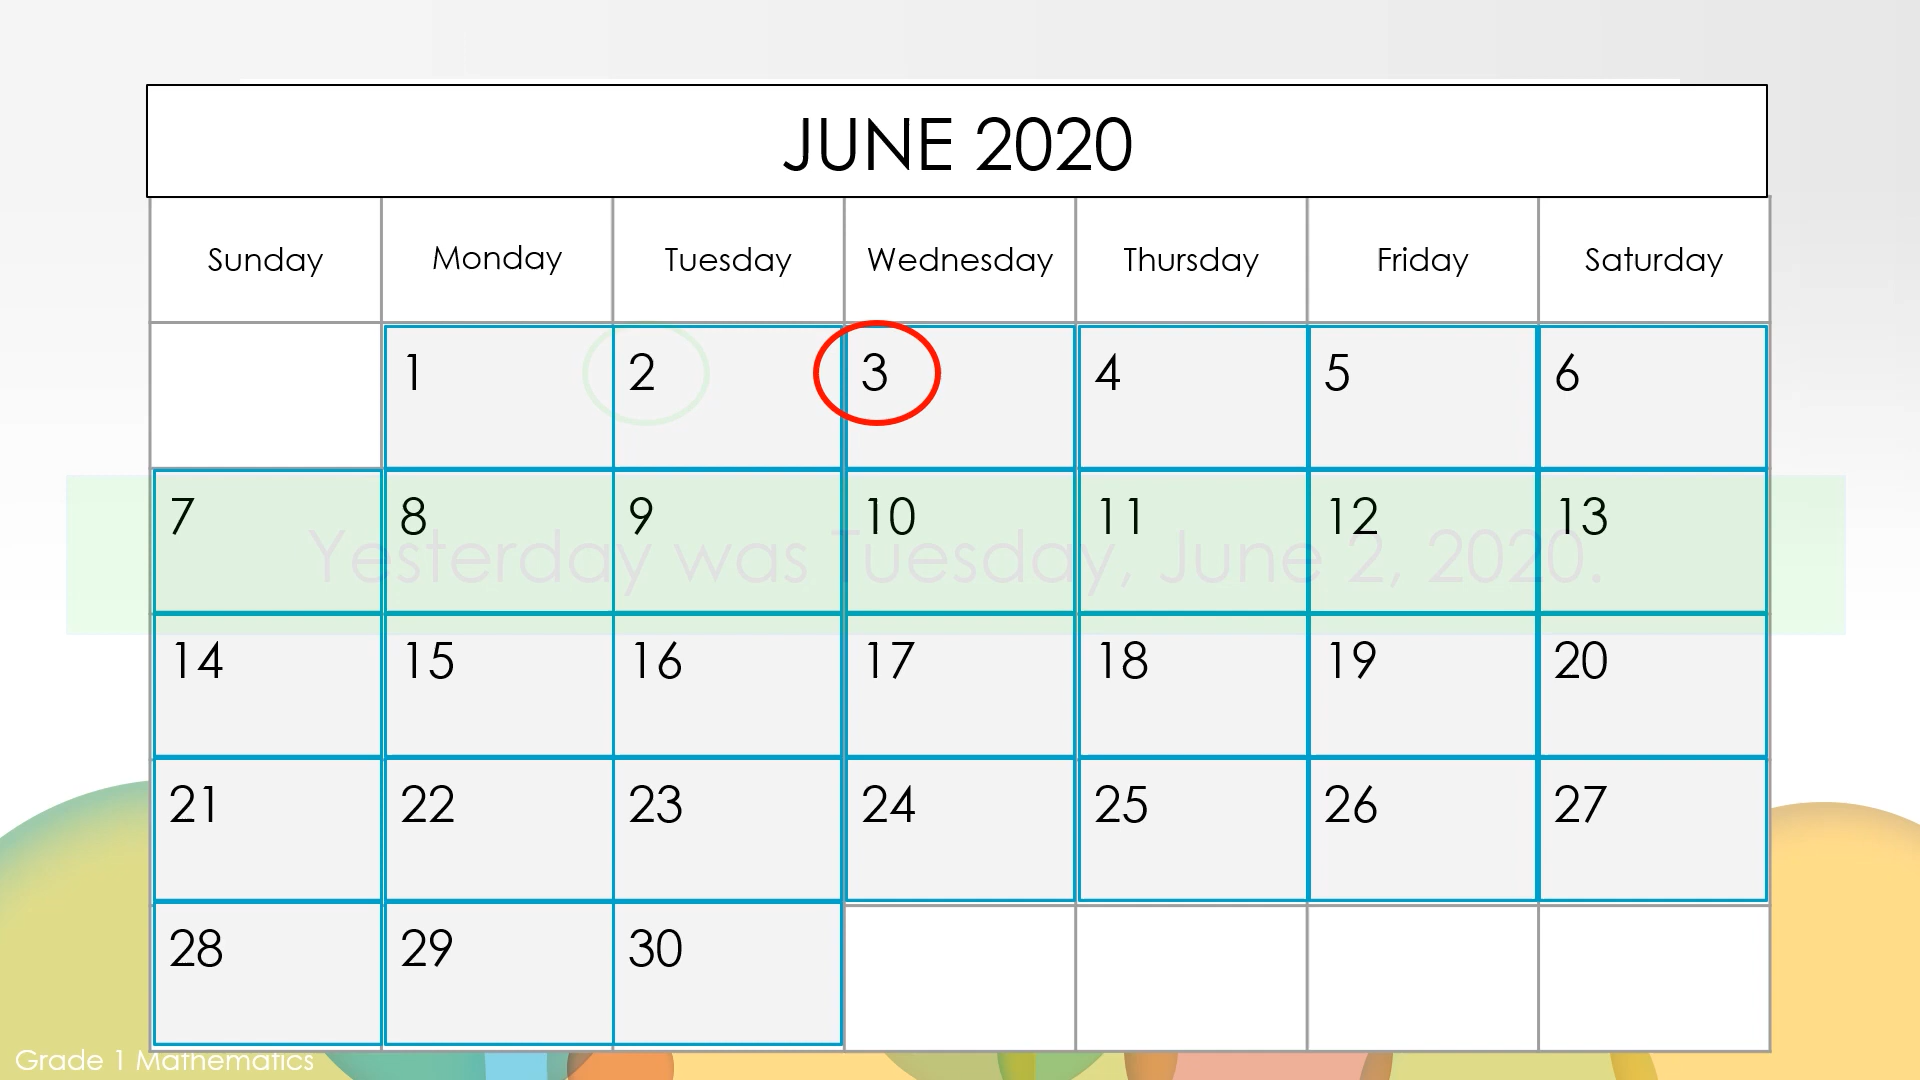 JUNE 2020
Sunday Monday Tuesday Wednesday Thursday Friday Saturday
1 2 3 4 5 6
7 8 9 10 11 12 13
Yesterday was Tuesday, June 2, 2020.
14 15 16 17 18 19 20
21 22 23 24 25 26 27
28 29 30
Grade 1 Mathematics